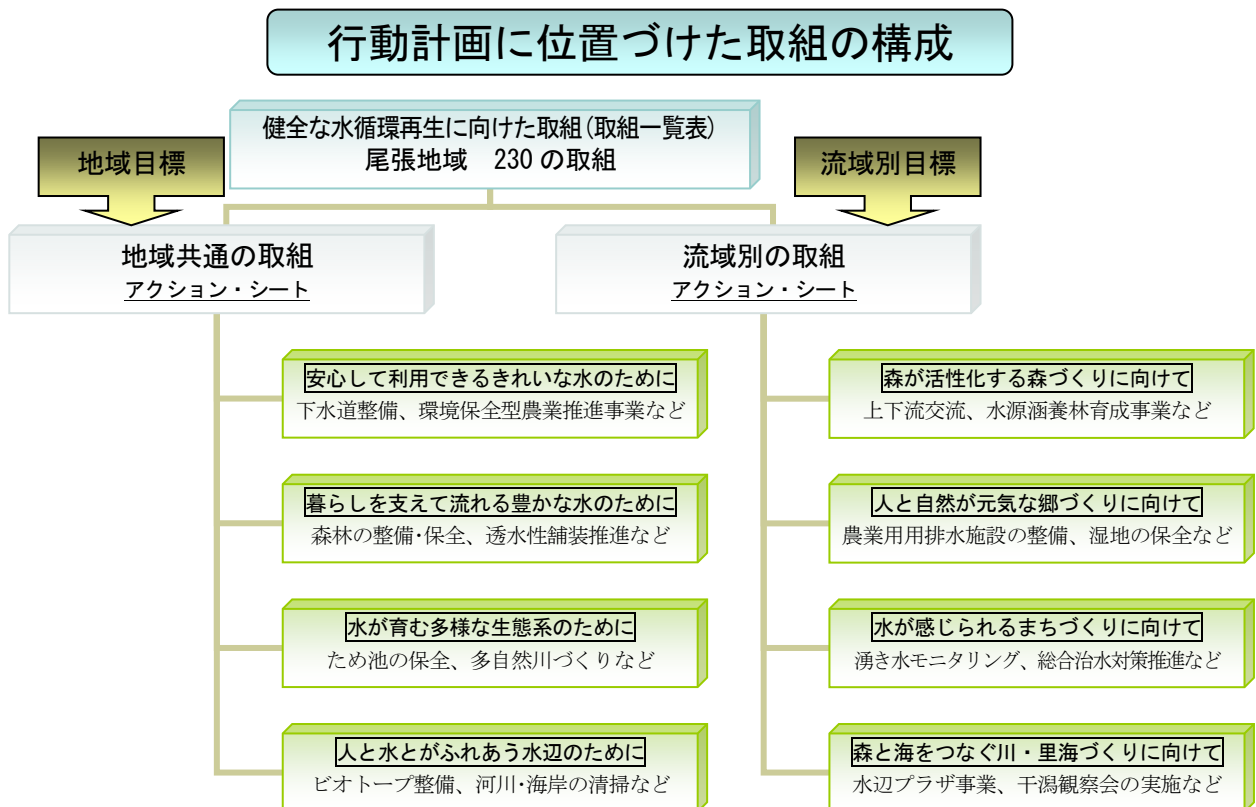 行動計画に位置づけた取組の構成
健全な水循環再生に向けた取組(取組一覧表)
尾張地域 230の取組
地域目標
流域別目標
地域共通の取組
アクション・シート
流域別の取組
アクション・シート
安心して利用できるきれいな水のために
下水道整備、環境保全型農業推進事業など
暮らしを支えて流れる豊かな水のために
森林の整備・保全、透水性舗装推進など
水が育む多様な生態系のために
ため池の保全、多自然川づくりなど
人と水とがふれあう水辺のために
ビオトープ整備、河川・海岸の清掃など
森が活性化する森づくりに向けて
上下流交流、水源涵養林育成事業など
人と自然が元気な郷づくりに向けて
農業用用排水施設の整備、湿地の保全など
水が感じられるまちづくりに向けて
湧き水モニタリング、総合治水対策推進など
森と海をつなぐ川・里海づくりに向けて
水辺プラザ事業、干潟観察会の実施など